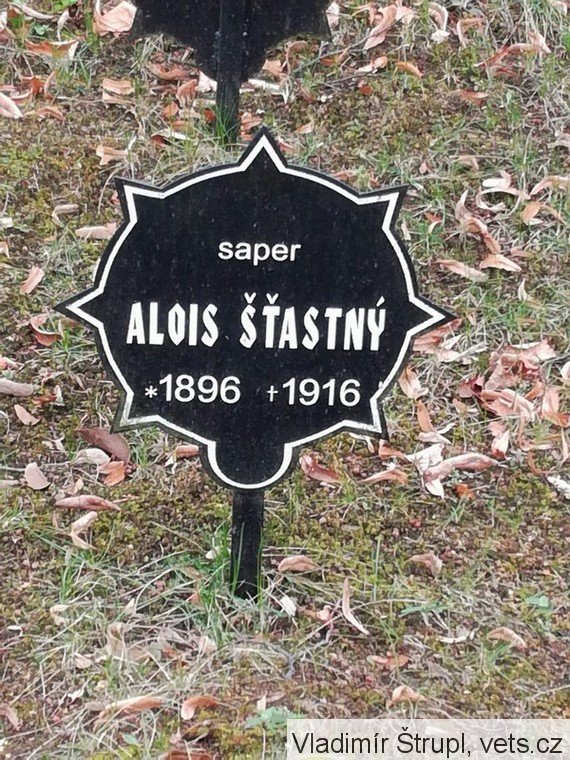 saper
ALOIS ŠŤASTNÝ
*1896 †1916
Vladimír Štrupl, vets.cz